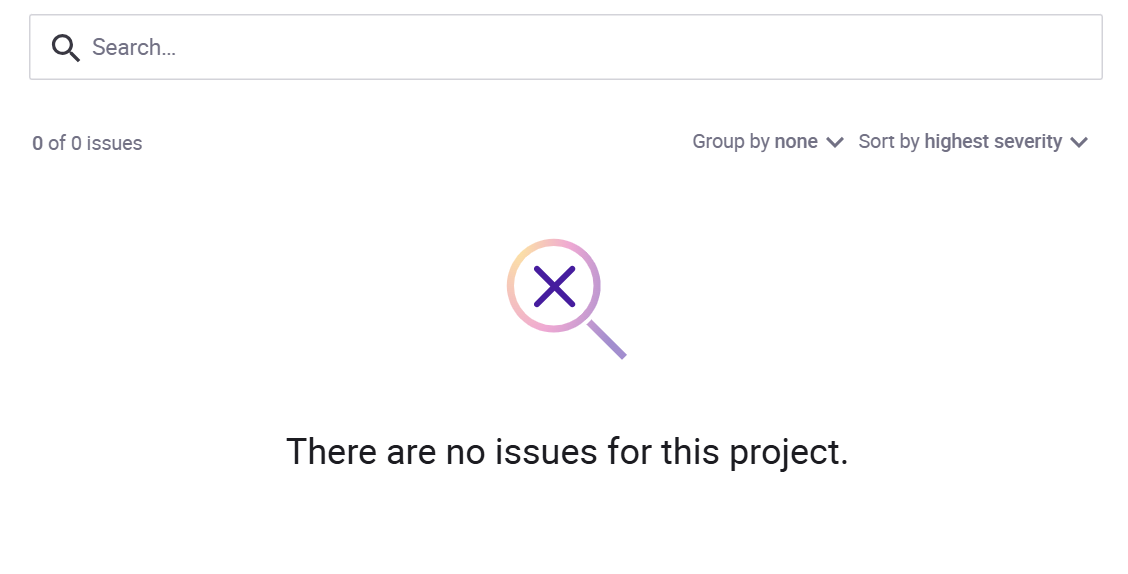 Search...
0 of 0 issues
Group by none Sort by highest severity
There are no issues for this project.